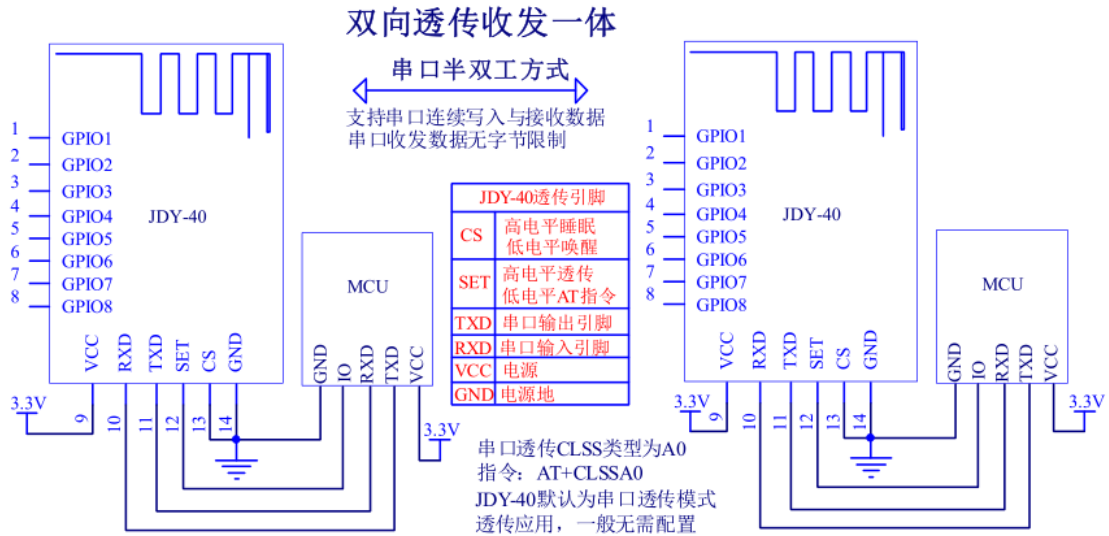 双向透传收发一体
串口半双工方式
支持串口连续写入与接收数据
串口收发数据无字节限制
1 GPIO1
2 GPIO2
3 GPIO3
4 GPIO4
5 GPIO5
6 GPIO6
7 GPIO7
8 GPIO8
JDY-40
VCC RXD TXD SET CS GND
9 10 11 12 13 14
3.3V
MCU
GND IO RXD TXD VCC
3.3V
JDY-40透传引脚
CS 高电平睡眠
低电平唤醒
SET 高电平透传
低电平AT指令
TXD 串口输出引脚
RXD 串口输入引脚
VCC 电源
GND 电源地
串口透传CLSS类型为A0
指令：AT+CLSSA0
JDY-40默认为串口透传模式
透传应用，一般无需配置
1 GPIO1
2 GPIO2
3 GPIO3
4 GPIO4
5 GPIO5
6 GPIO6
7 GPIO7
8 GPIO8
JDY-40
VCC RXD TXD SET CS GND
9 10 11 12 13 14
3.3V
MCU
GND IO RXD TXD VCC
3.3V